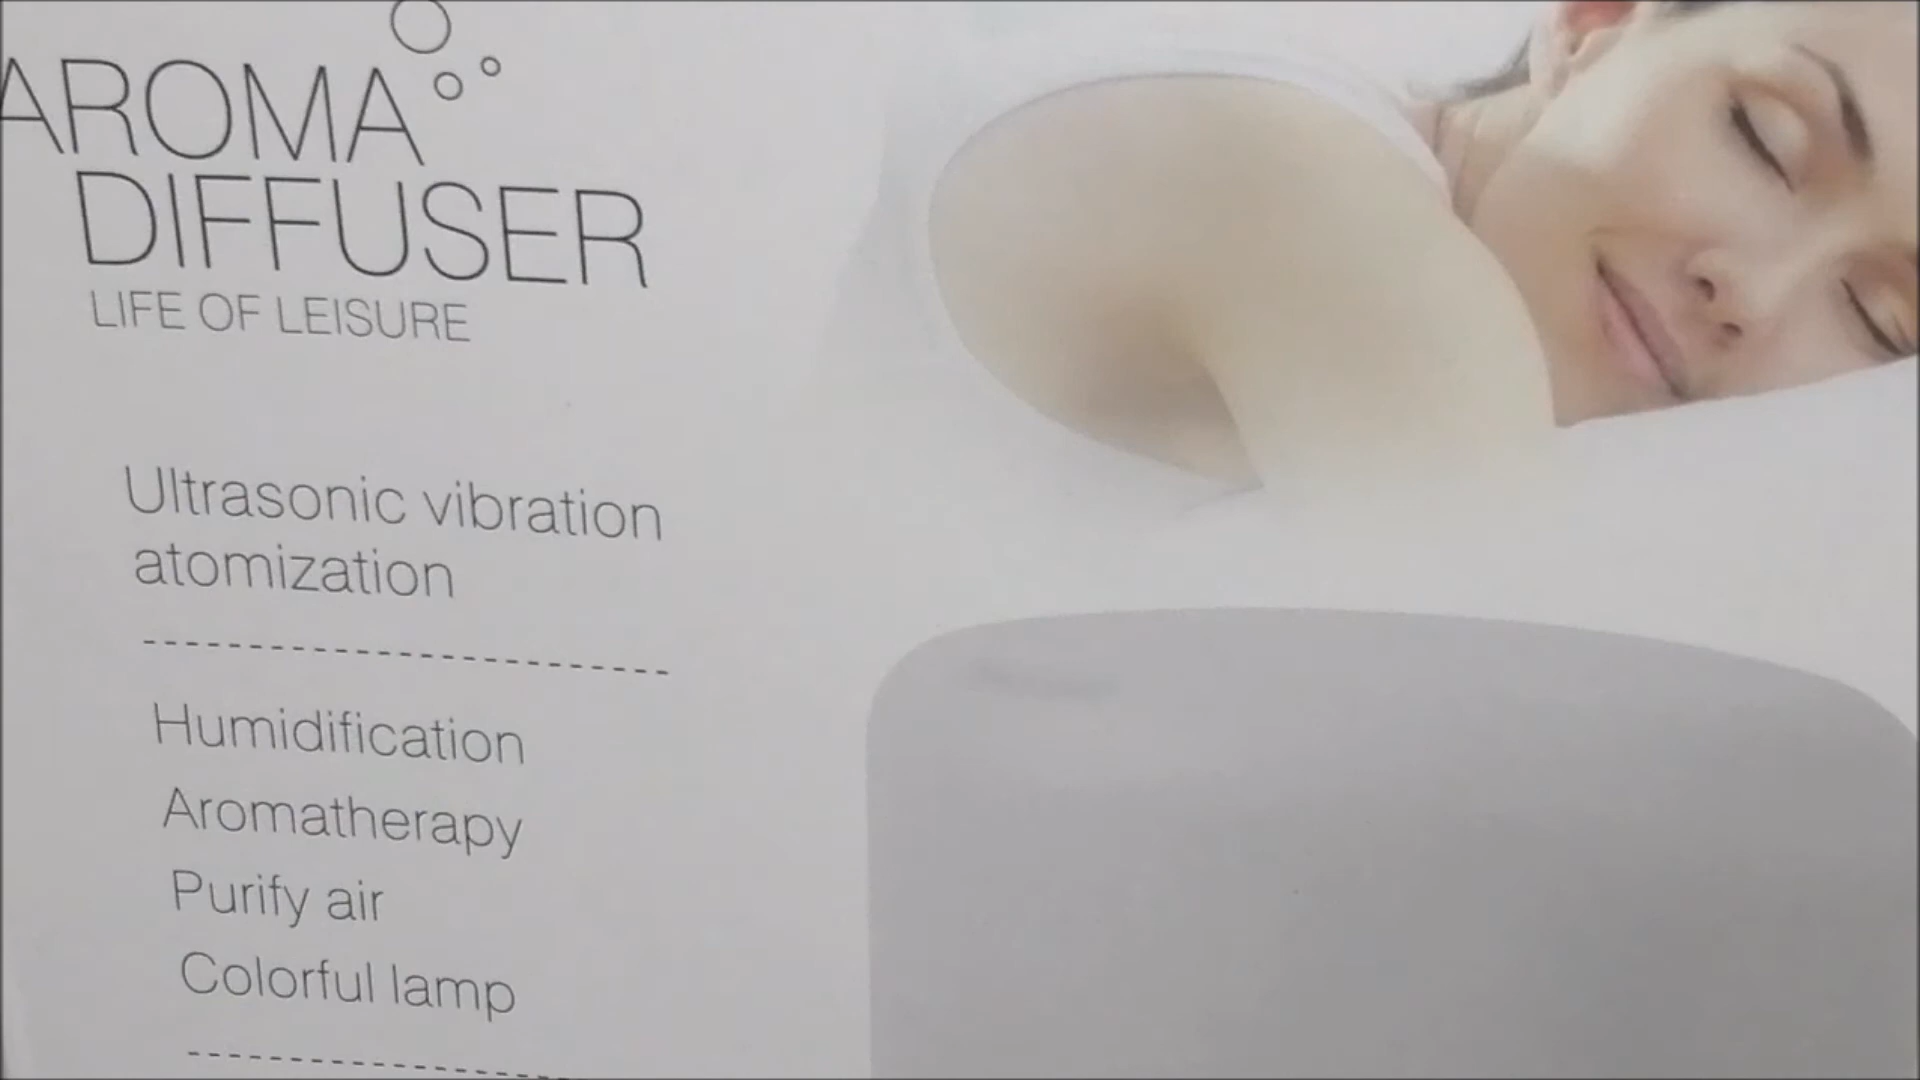 AROMA
DIFFUSER
LIFE OF LEISURE
Ultrasonic vibration
atomization
Humidification
Aromatherapy
Purify air
Colorful lamp